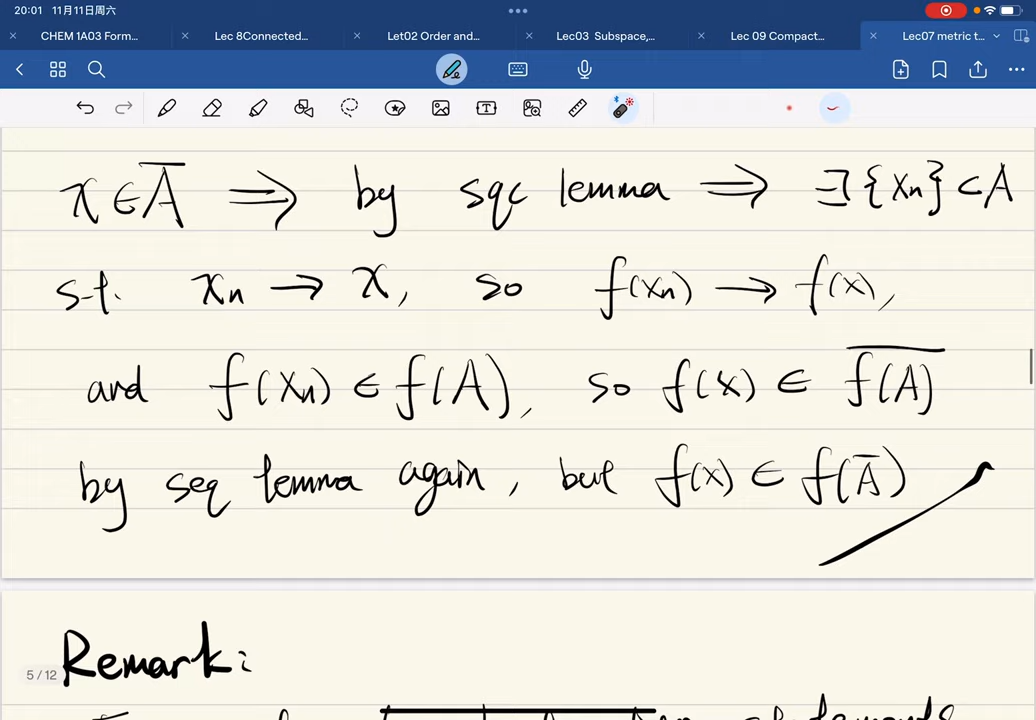 20:01 11月11日周六
CHEM 1A03 Form... Lec 8Connected... Let02 Order and... Lec03 Subspace,... Lec 09 Compact... Lec07 metric t...
x ∈ A̅ ⟹ by sqc lemma ⟹ ∃ {xn} ⊂ A
s.t. xn → x, so f(xn) → f(x),
and f(xn) ∈ f(A), so f(x) ∈ \overline{f(A)}
by seq lemma again, but f(x) ∈ f(A̅)
Remark:
5 / 12